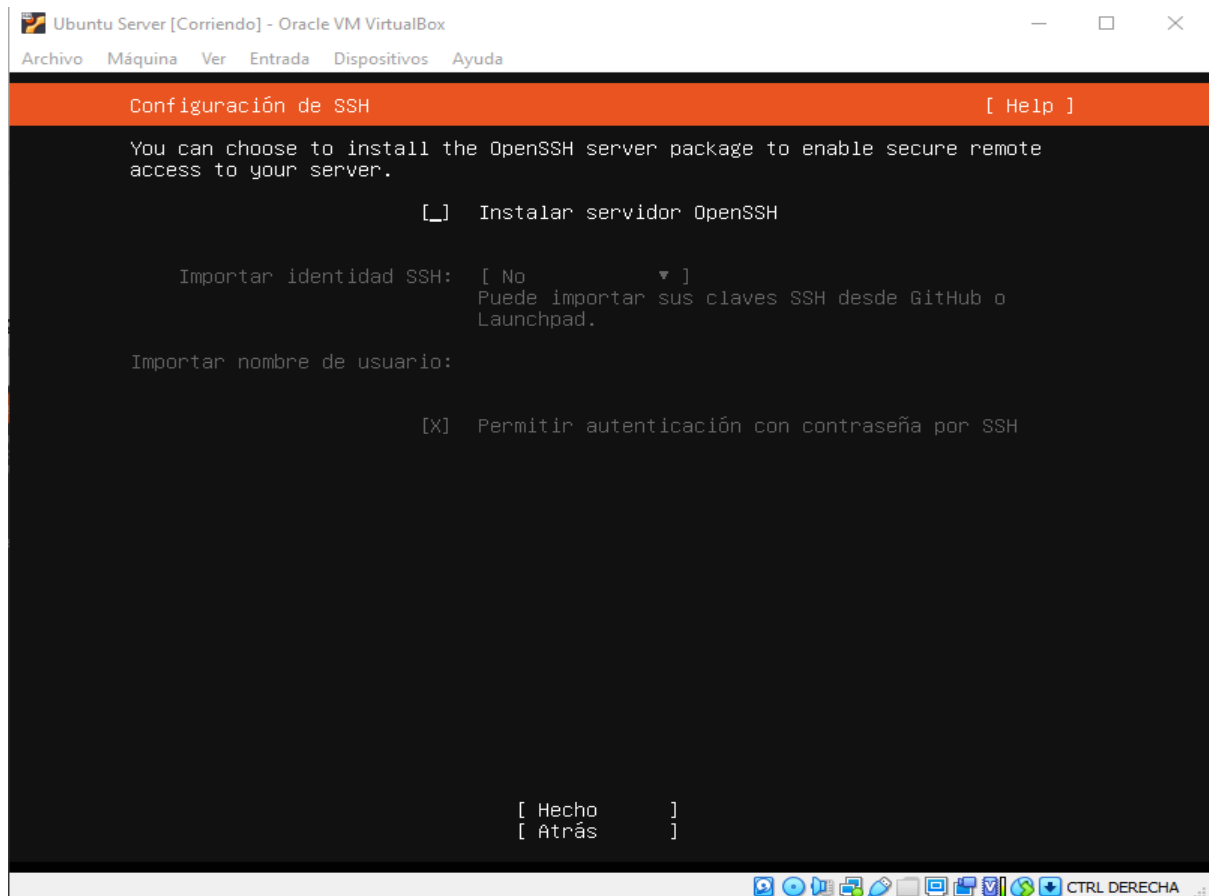 Ubuntu Server [Corriendo] - Oracle VM VirtualBox
Archivo Máquina Ver Entrada Dispositivos Ayuda
Configuración de SSH [ Help ]
You can choose to install the OpenSSH server package to enable secure remote
access to your server.
[_] Instalar servidor OpenSSH
Importar identidad SSH: [ No ▾ ]
Puede importar sus claves SSH desde GitHub o
Launchpad.
Importar nombre de usuario:
[X] Permitir autenticación con contraseña por SSH
[ Hecho ]
[ Atrás ]
CTRL DERECHA